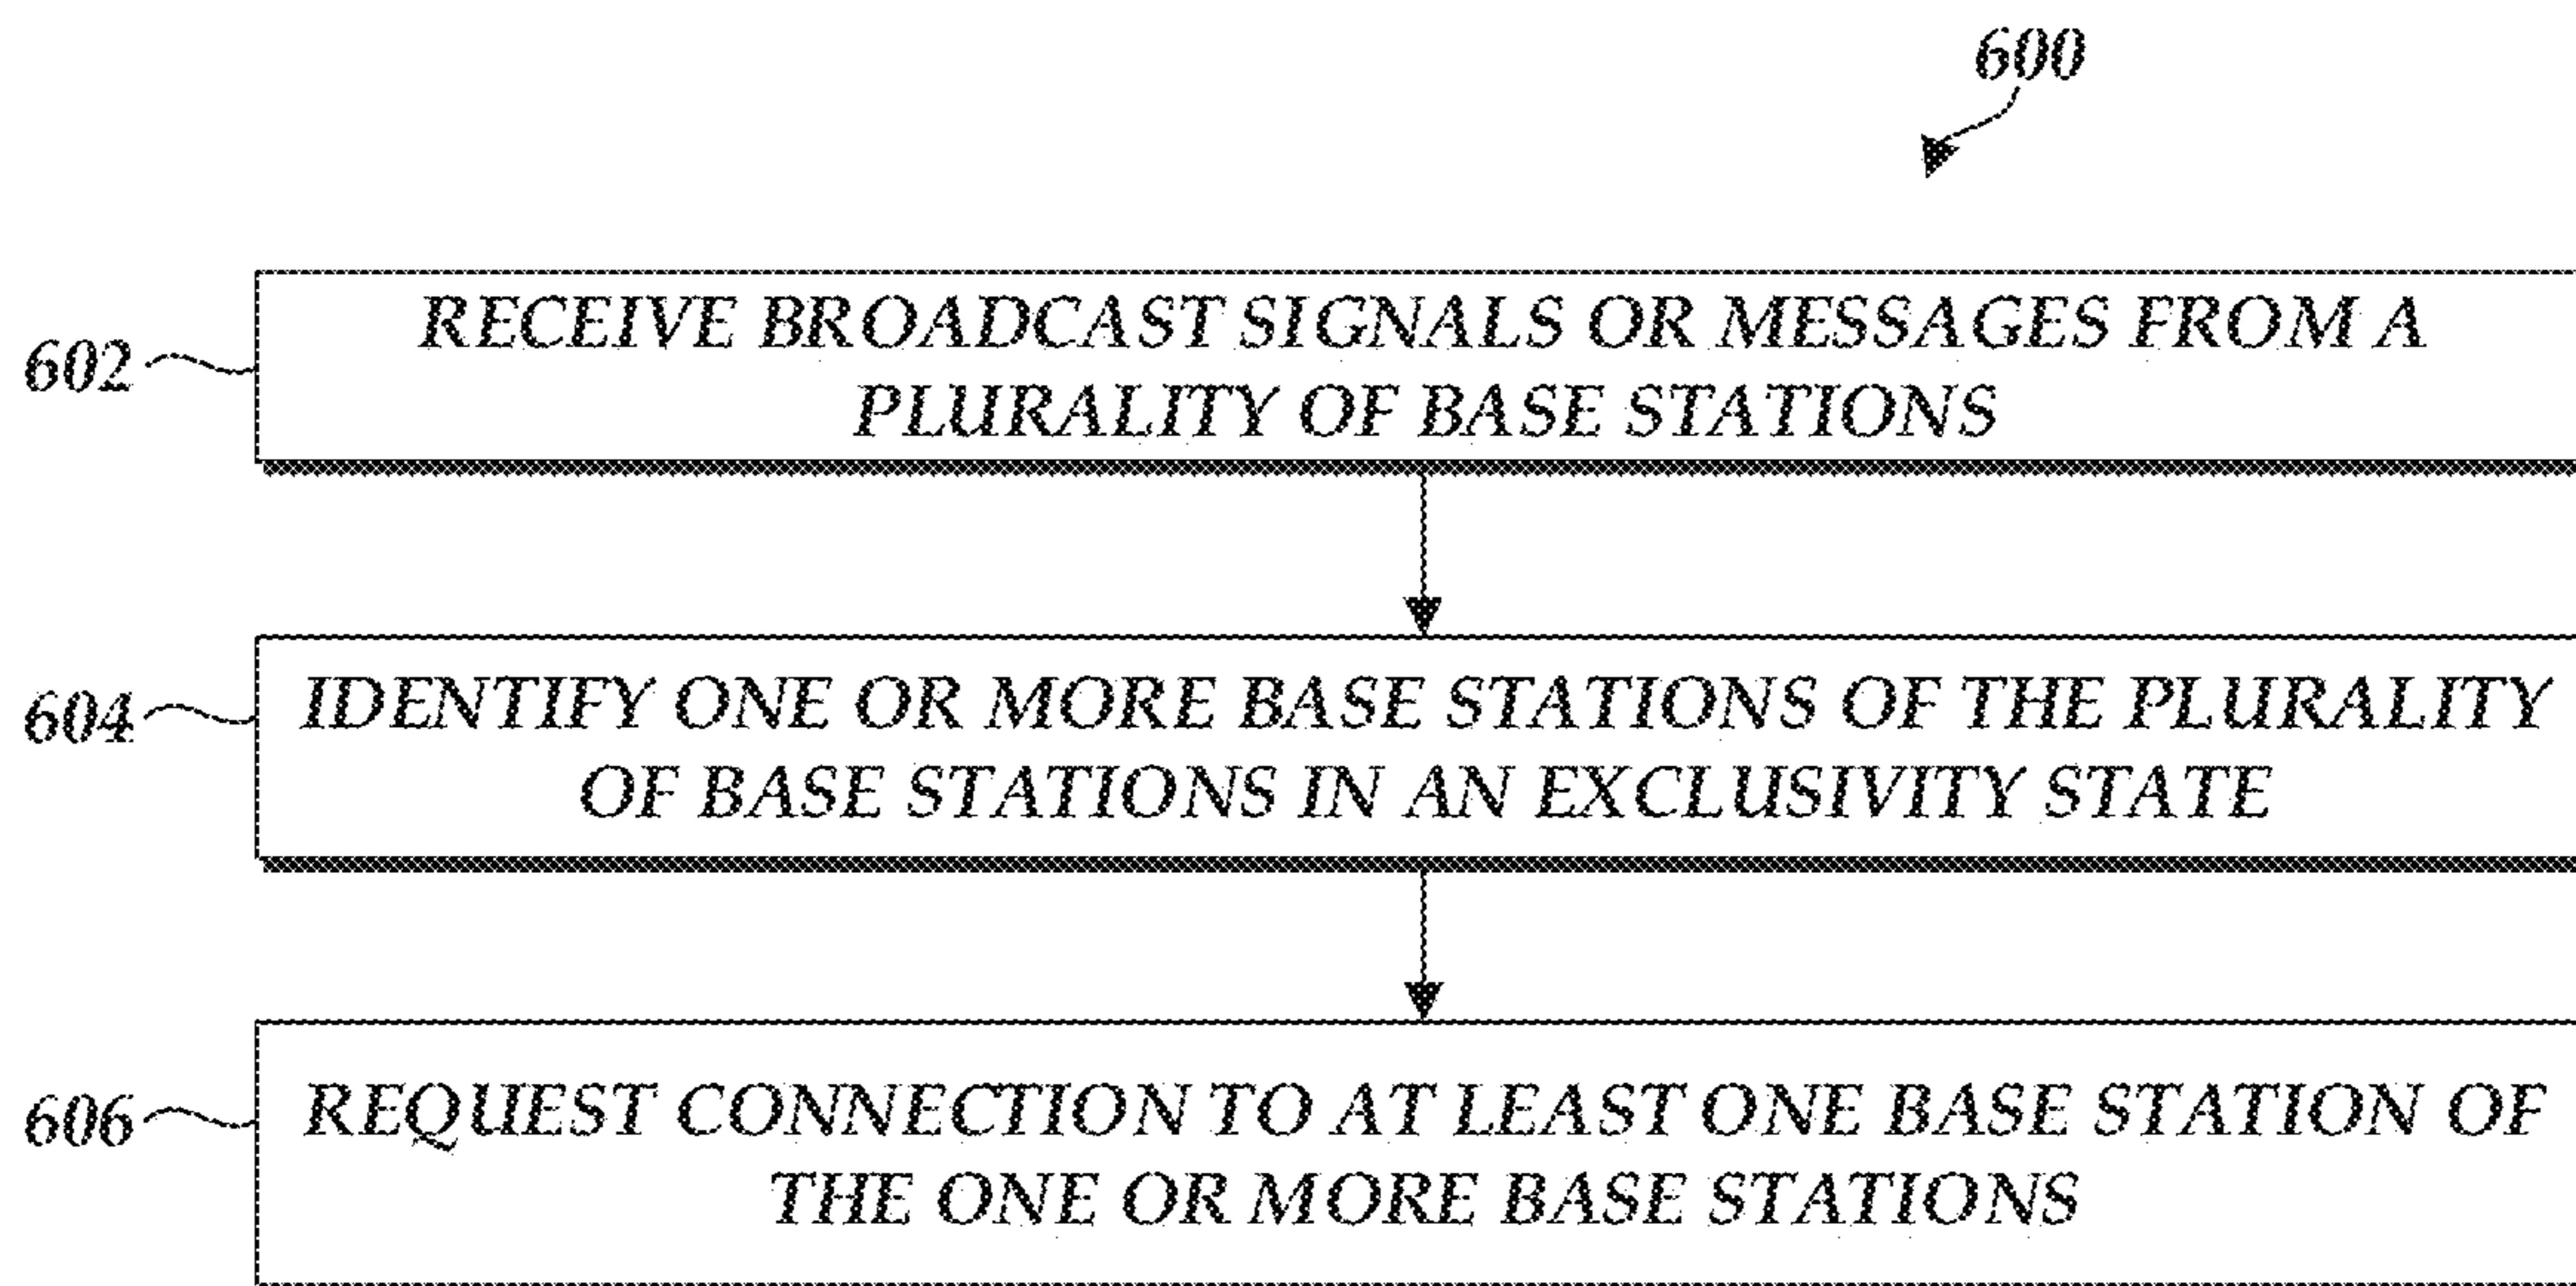 600
602
RECEIVE BROADCAST SIGNALS OR MESSAGES FROM A
PLURALITY OF BASE STATIONS
604
IDENTIFY ONE OR MORE BASE STATIONS OF THE PLURALITY
OF BASE STATIONS IN AN EXCLUSIVITY STATE
606
REQUEST CONNECTION TO AT LEAST ONE BASE STATION OF
THE ONE OR MORE BASE STATIONS